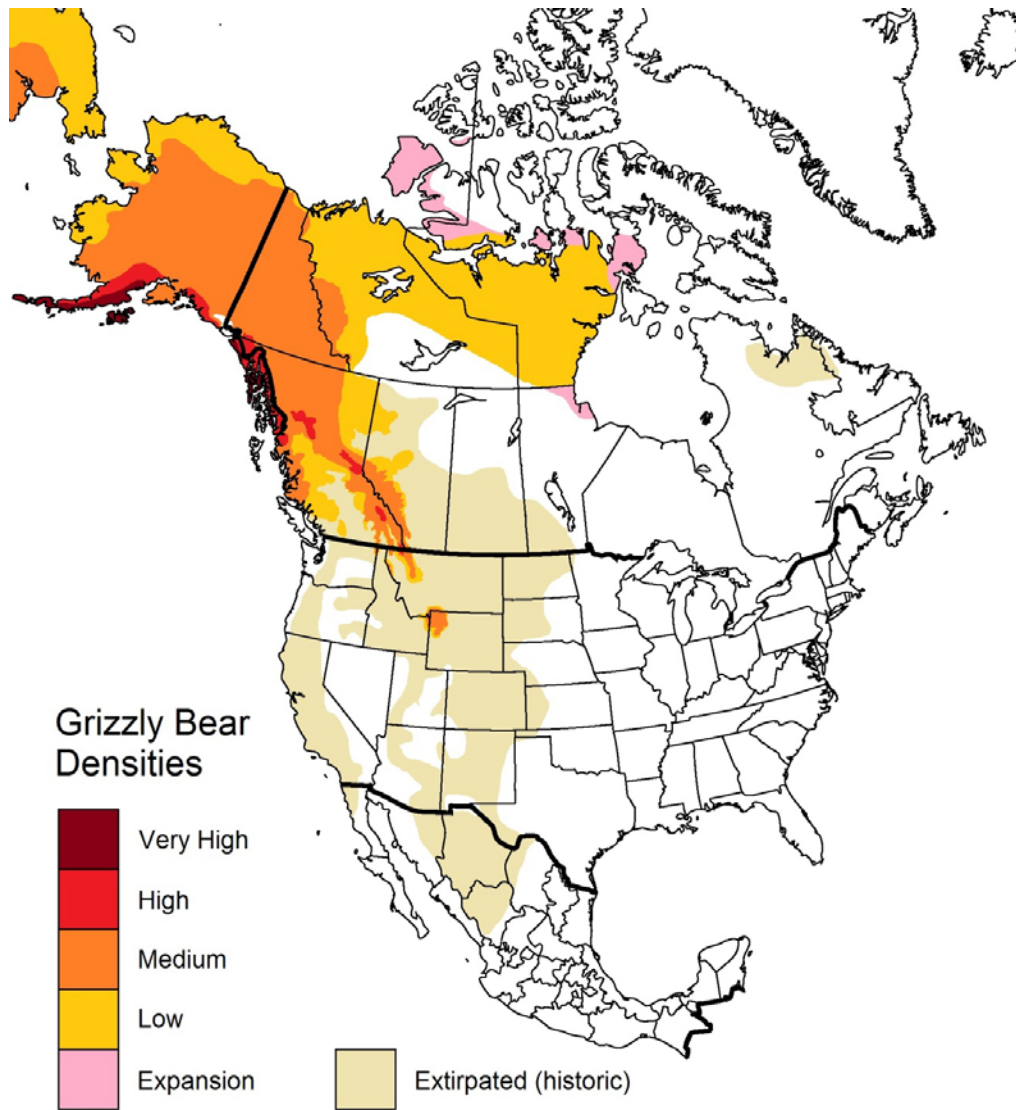 Grizzly Bear
Densities
Very High
High
Medium
Low
Expansion
Extirpated (historic)